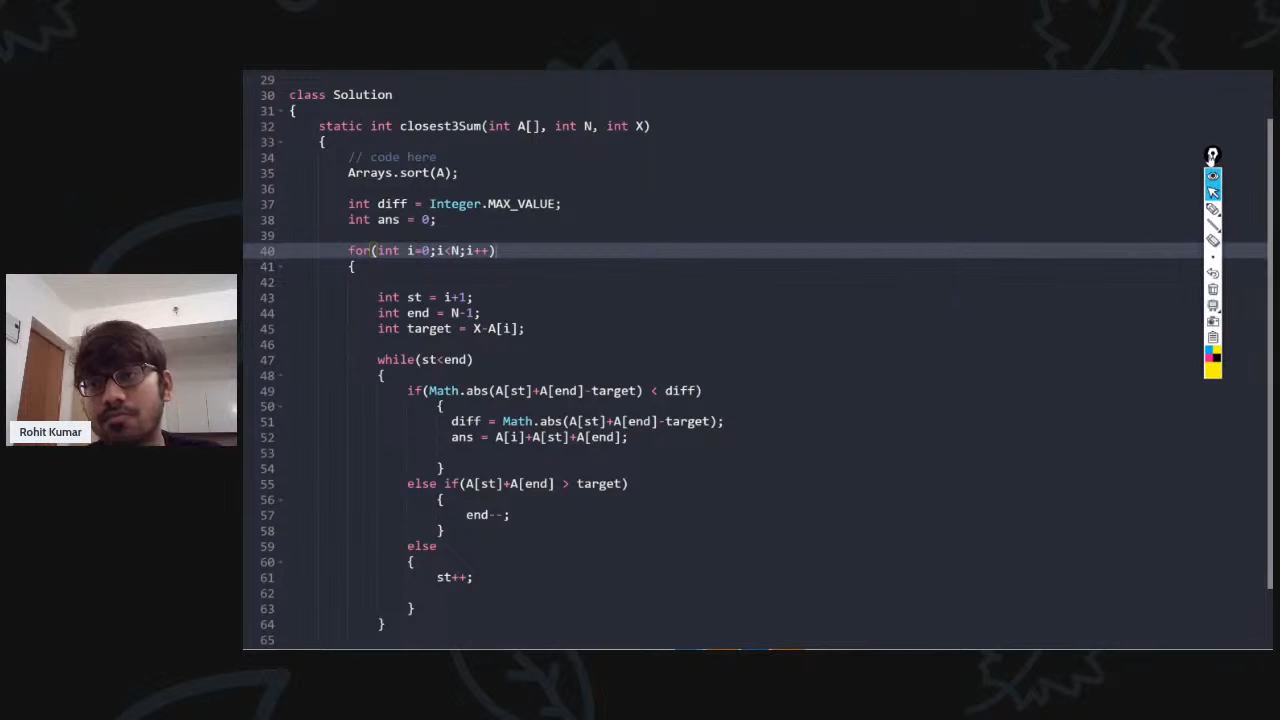 29
30 class Solution
31 {
32 static int closest3Sum(int A[], int N, int X)
33 {
34 // code here
35 Arrays.sort(A);
36
37 int diff = Integer.MAX_VALUE;
38 int ans = 0;
39
40 for(int i=0;i<N;i++)
41 {
42
43 int st = i+1;
44 int end = N-1;
45 int target = X-A[i];
46
47 while(st<end)
48 {
49 if(Math.abs(A[st]+A[end]-target) < diff)
50 {
51 diff = Math.abs(A[st]+A[end]-target);
52 ans = A[i]+A[st]+A[end];
53
54 }
55 else if(A[st]+A[end] > target)
56 {
57 end--;
58 }
59 else
60 {
61 st++;
62
63 }
64 }
65
Rohit Kumar